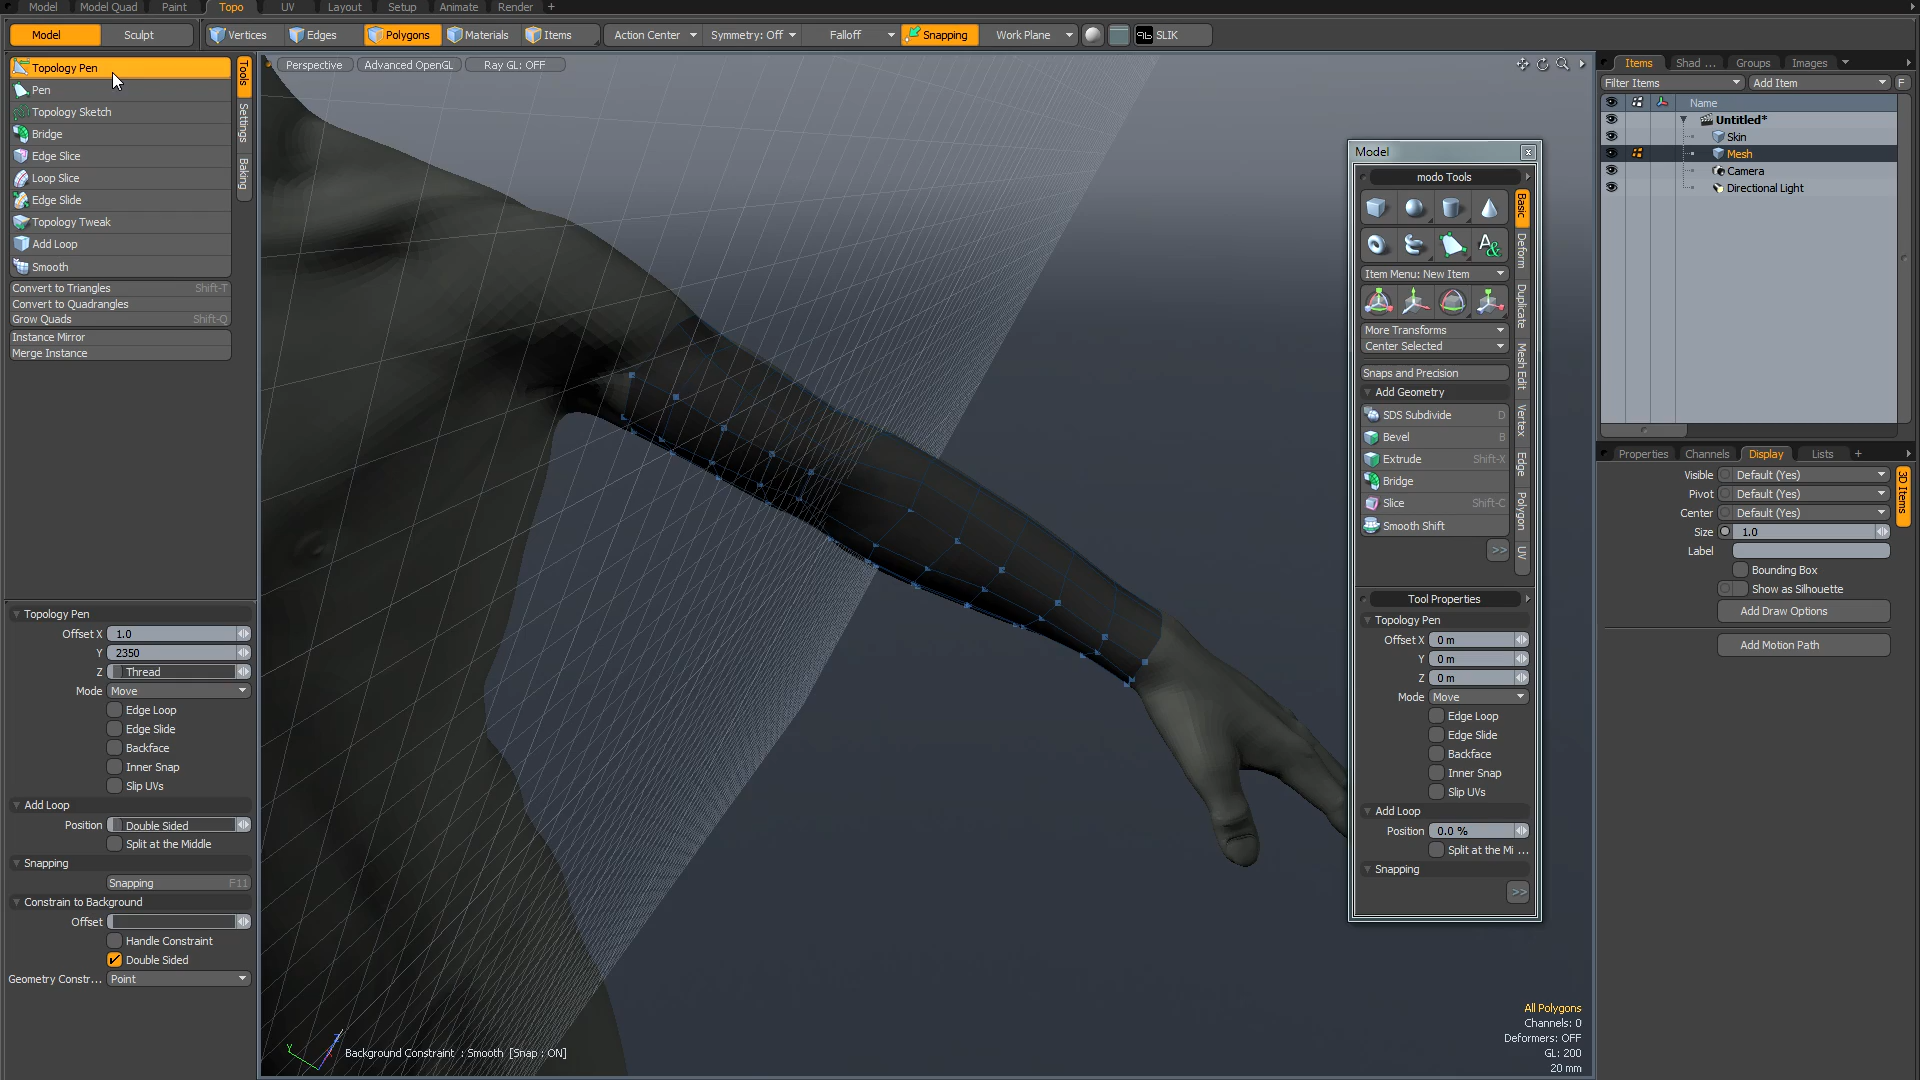 Model Model Quad Paint Topo UV Layout Setup Animate Render +
Model Sculpt Vertices Edges Polygons Materials Items Action Center Symmetry: Off Falloff Snapping Work Plane SLIK
Topology Pen
Pen
Topology Sketch
Bridge
Edge Slice
Loop Slice
Edge Slide
Topology Tweak
Add Loop
Smooth
Convert to Triangles Shift-T
Convert to Quadrangles
Grow Quads Shift-Q
Instance Mirror
Merge Instance
Tools
Settings
Baking
Topology Pen
Offset X 1.0
Y 2350
Z Thread
Mode Move
Edge Loop
Edge Slide
Backface
Inner Snap
Slip UVs
Add Loop
Position Double Sided
Split at the Middle
Snapping
Snapping F11
Constrain to Background
Offset
Handle Constraint
Double Sided
Geometry Constr... Point
Perspective Advanced OpenGL Ray GL: OFF
Background Constraint : Smooth [Snap : ON]
Y
Z
X
All Polygons
Channels: 0
Deformers: OFF
GL: 200
20 mm
Model
modo Tools
Item Menu: New Item
More Transforms
Center Selected
Snaps and Precision
Add Geometry
SDS Subdivide D
Bevel B
Extrude Shift-X
Bridge
Slice Shift-C
Smooth Shift
>>
Basic
Deform
Duplicate
Mesh Edit
Vertex
Edge
Polygon
UV
Tool Properties
Topology Pen
Offset X 0 m
Y 0 m
Z 0 m
Mode Move
Edge Loop
Edge Slide
Backface
Inner Snap
Slip UVs
Add Loop
Position 0.0 %
Split at the Mi ...
Snapping
>>
Items Shad ... Groups Images
Filter Items Add Item F
Name
Untitled*
Skin
Mesh
Camera
Directional Light
Properties Channels Display Lists +
Visible Default (Yes)
Pivot Default (Yes)
Center Default (Yes)
Size 1.0
Label
Bounding Box
Show as Silhouette
Add Draw Options
Add Motion Path
3D Items